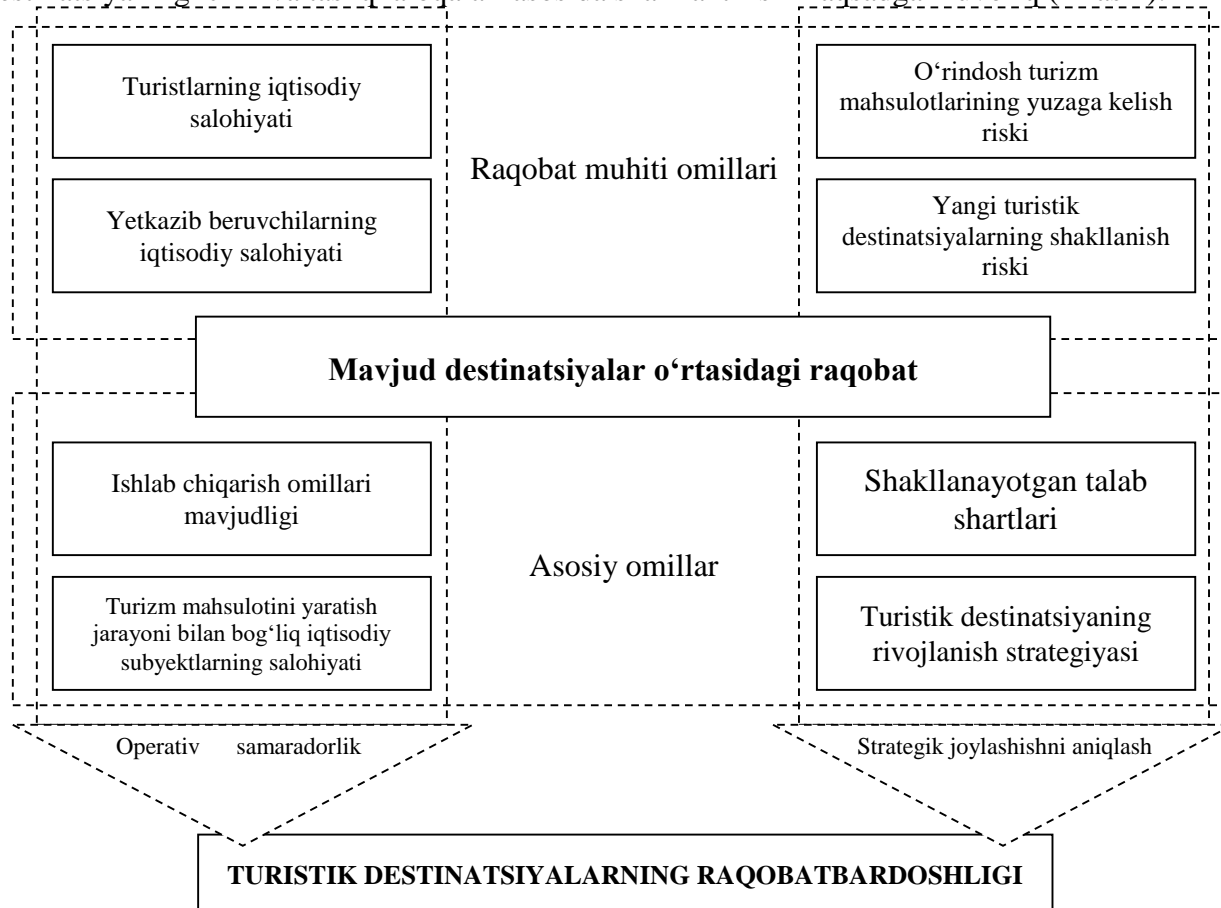 Turistlarning iqtisodiy
salohiyati
Yetkazib beruvchilarning
iqtisodiy salohiyati
Raqobat muhiti omillari
O‘rindosh turizm
mahsulotlarining yuzaga kelish
riski
Yangi turistik
destinatsiyalarning shakllanish
riski
Mavjud destinatsiyalar o‘rtasidagi raqobat
Ishlab chiqarish omillari
mavjudligi
Turizm mahsulotini yaratish
jarayoni bilan bog‘liq iqtisodiy
subyektlarning salohiyati
Asosiy omillar
Shakllanayotgan talab
shartlari
Turistik destinatsiyaning
rivojlanish strategiyasi
Operativ samaradorlik
Strategik joylashishni aniqlash
TURISTIK DESTINATSIYALARNING RAQOBATBARDOSHLIGI